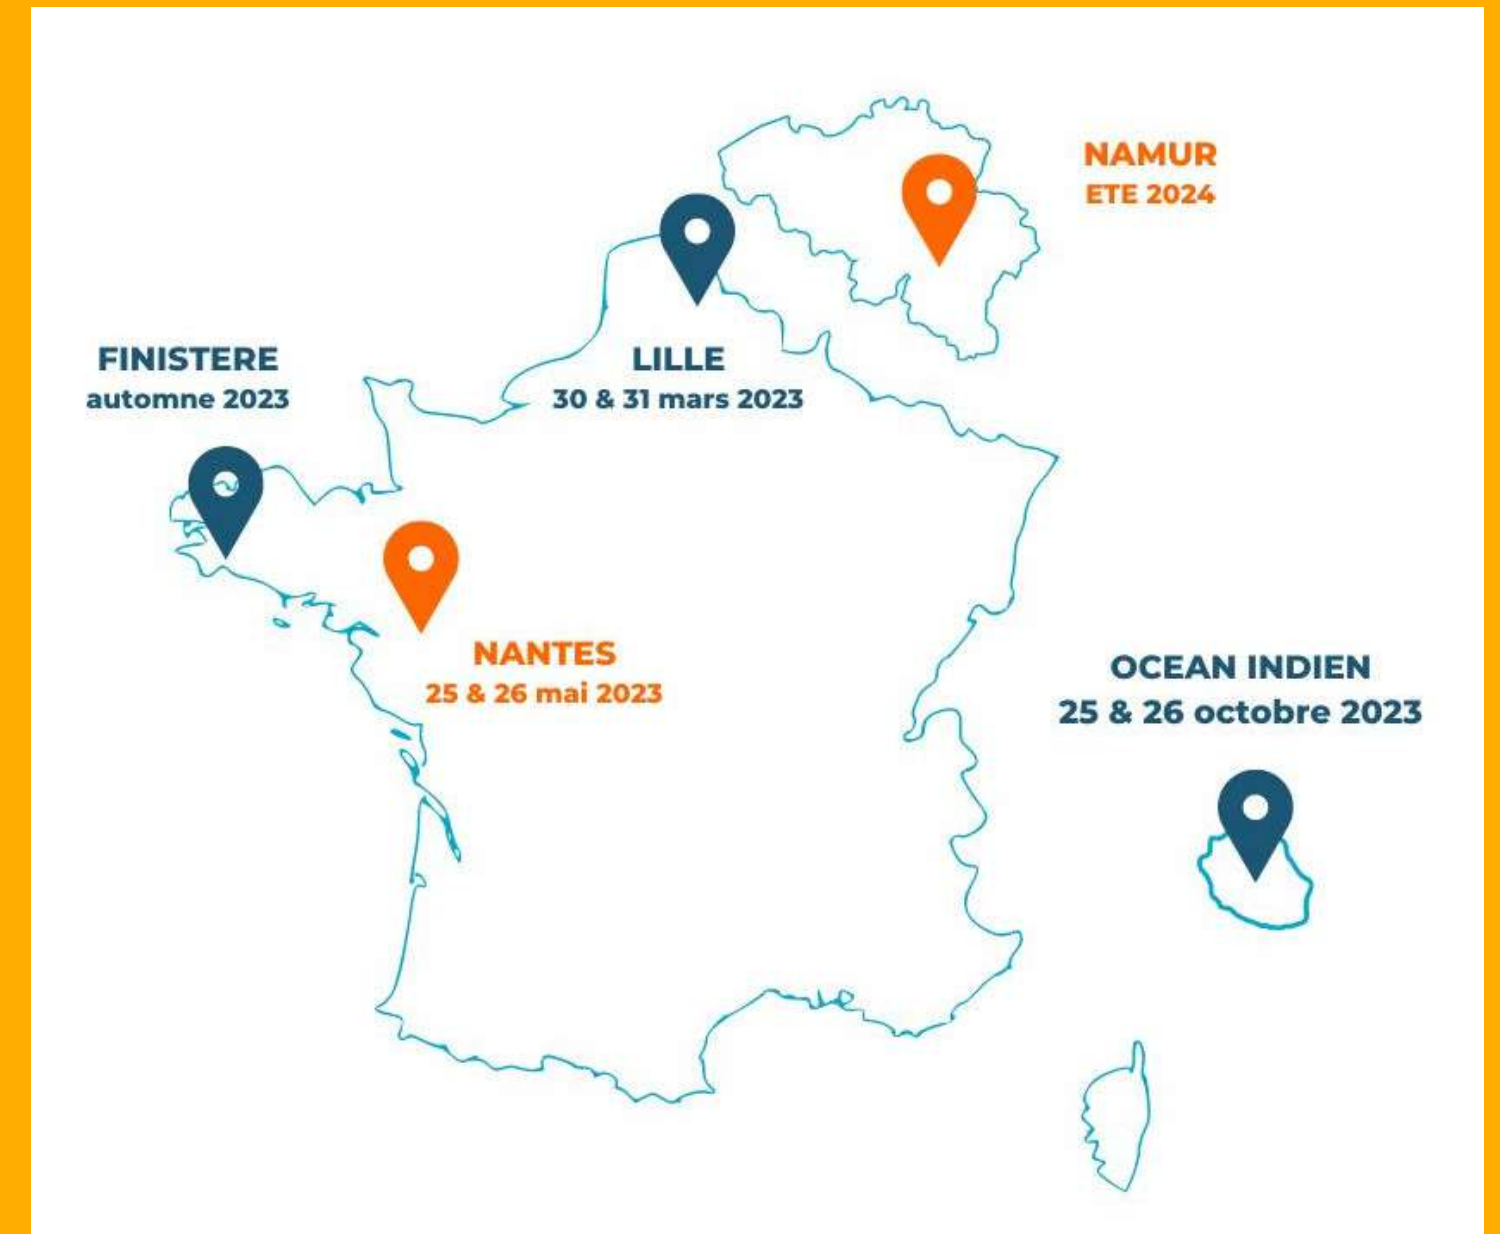 NAMUR
ETE 2024
FINISTERE
automne 2023
LILLE
30 & 31 mars 2023
NANTES
25 & 26 mai 2023
OCEAN INDIEN
25 & 26 octobre 2023